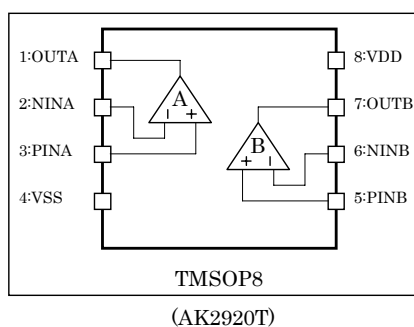 1:OUTA
2:NINA
3:PINA
4:VSS
A
- +
B
+ -
8:VDD
7:OUTB
6:NINB
5:PINB
TMSOP8
(AK2920T)